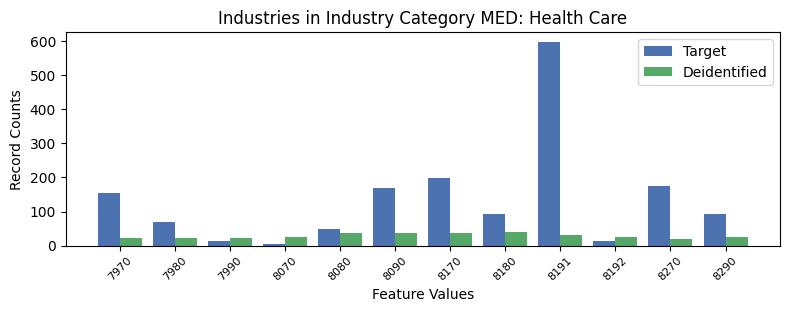 Industries in Industry Category MED: Health Care
Target
Deidentified
Record Counts
600
500
400
300
200
100
0
7970 7980 7990 8070 8080 8090 8170 8180 8191 8192 8270 8290
Feature Values